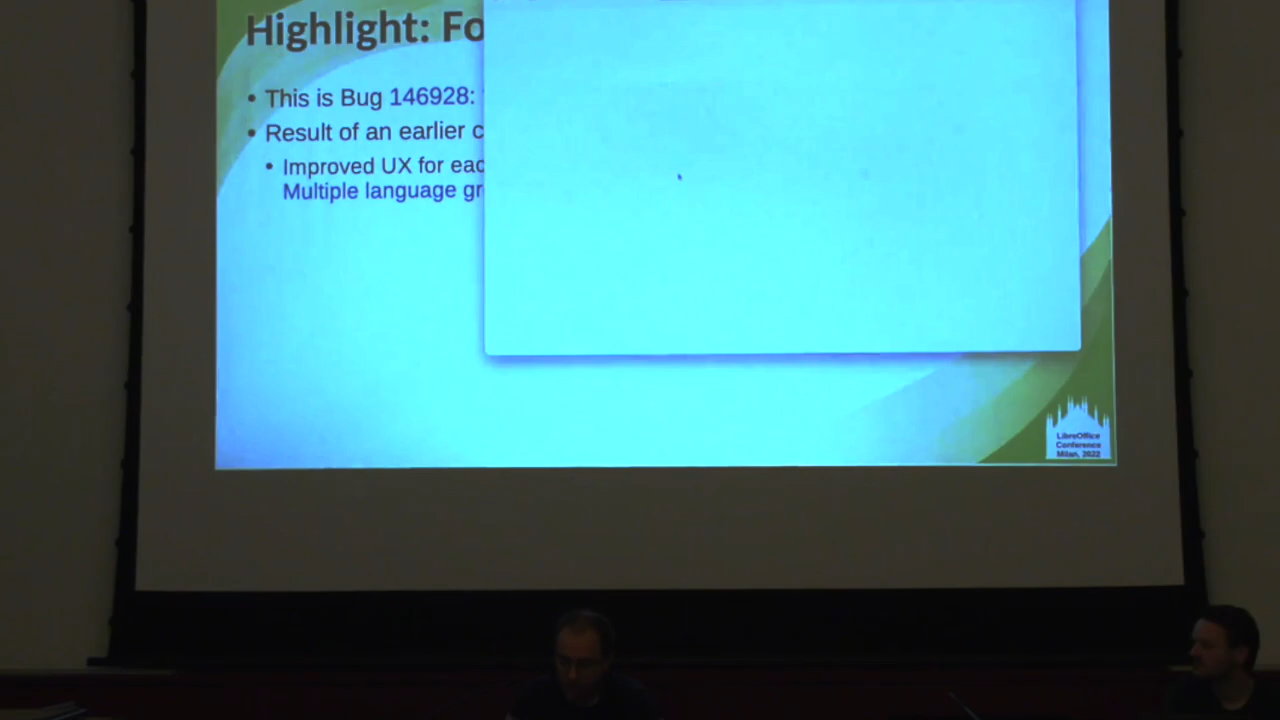 Highlight: Fo
• This is Bug 146928:
• Result of an earlier c
• Improved UX for eac
Multiple language gr
LibreOffice
Conference
Milan, 2022